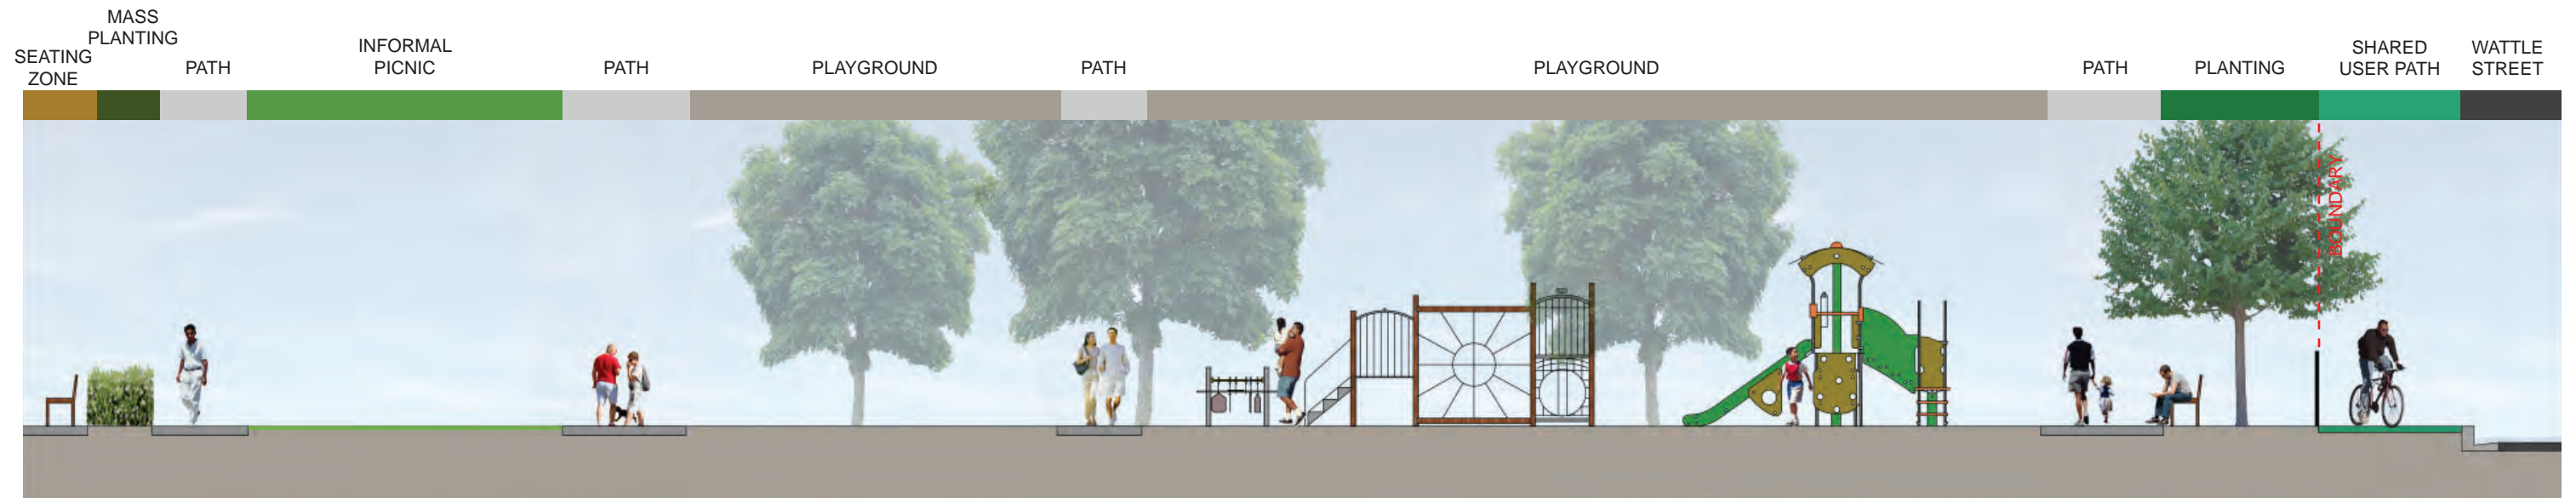 SEATING
ZONE
MASS
PLANTING
PATH
INFORMAL
PICNIC
PATH
PLAYGROUND
PATH
PLAYGROUND
PATH
PLANTING
SHARED
USER PATH
WATTLE
STREET
BOUNDARY